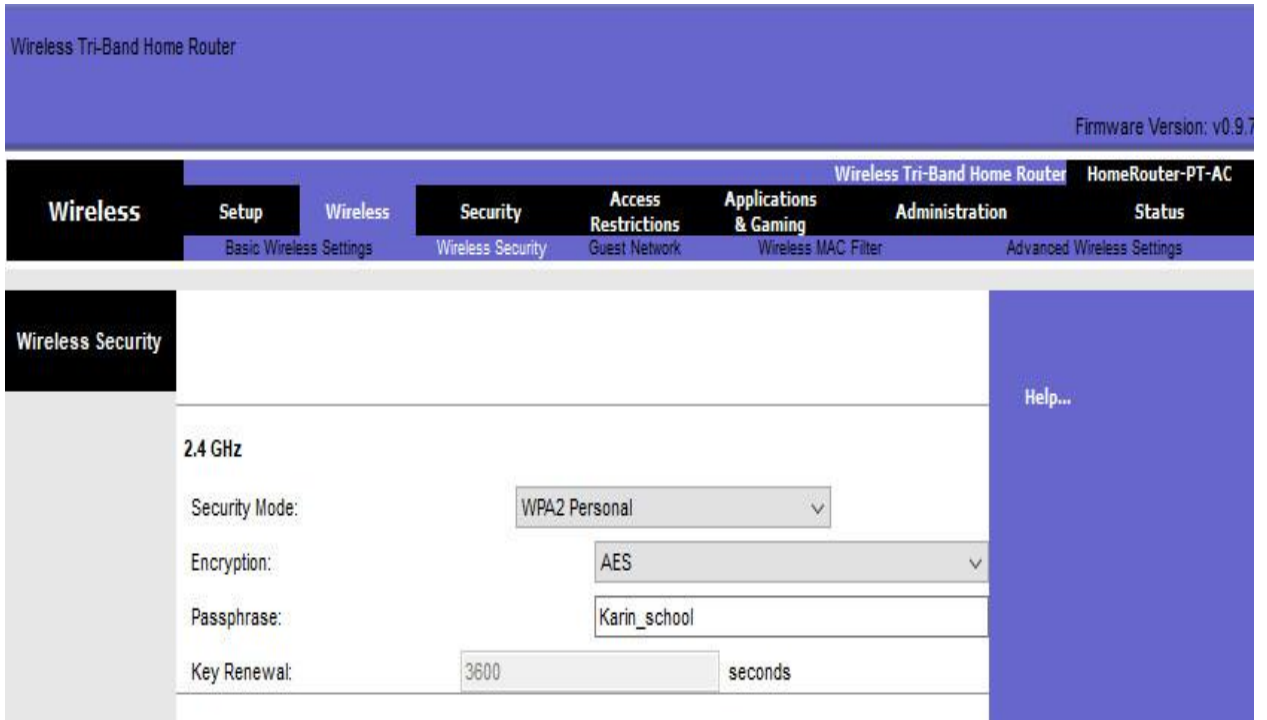 Wireless Tri-Band Home Router
Firmware Version: v0.9.7
Wireless Tri-Band Home Router HomeRouter-PT-AC
Wireless
Setup Wireless Security Access Restrictions Applications & Gaming Administration Status
Basic Wireless Settings Wireless Security Guest Network Wireless MAC Filter Advanced Wireless Settings
Wireless Security
Help...
2.4 GHz
Security Mode: WPA2 Personal
Encryption: AES
Passphrase: Karin_school
Key Renewal: 3600 seconds